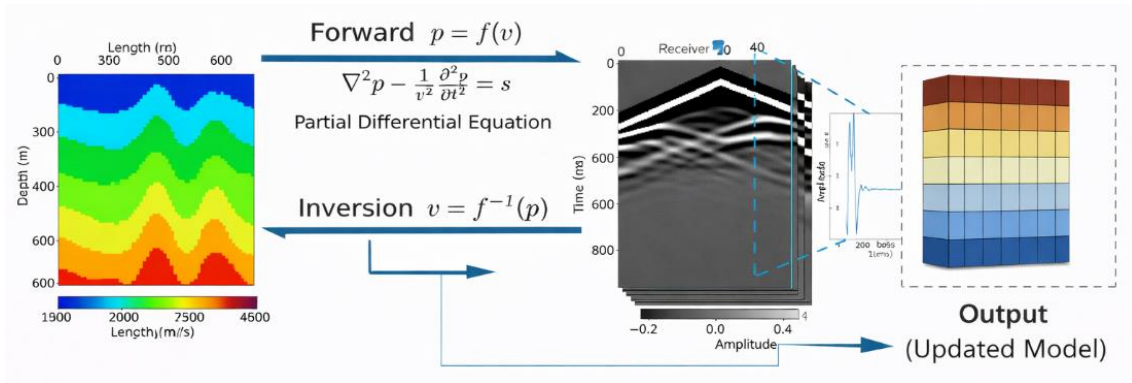 Length (m)
0 300 500 600
0
300
400
600
600
Depth (m)
1900 2000 7500 4500
Length) (m//s)
Forward p = f(v)
∇²p − 1/v² ∂²p/∂t² = s
Partial Differential Equation
Inversion v = f⁻¹(p)
Receiver
0 40
0
200
600
600
800
Time (ms)
−0.2 0.0 0.4
Amplitude
200
Output
(Updated Model)